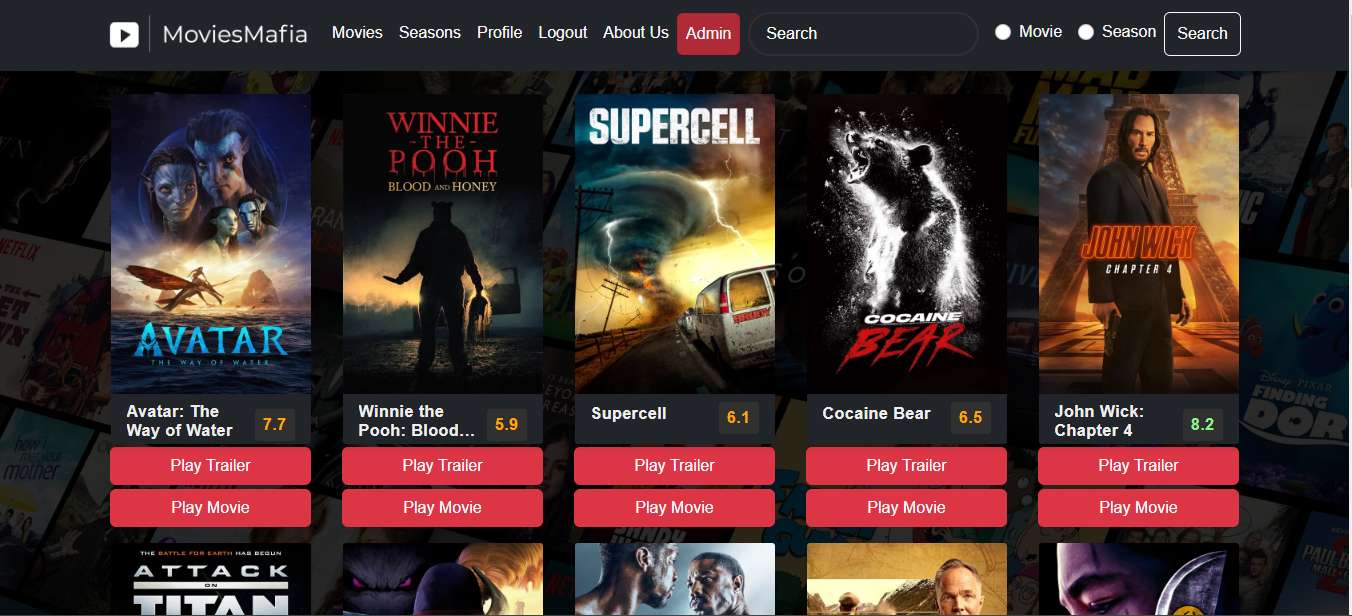 MoviesMafia
Movies
Seasons
Profile
Logout
About Us
Admin
Search
Movie
Season
Search
AVATAR
THE WAY OF WATER
WINNIE
-THE-
POOH
BLOOD AND HONEY
SUPERCELL
COCAINE
BEAR
JOHN WICK
CHAPTER 4
Avatar: The
Way of Water
7.7
Winnie the
Pooh: Blood...
5.9
Supercell
6.1
Cocaine Bear
6.5
John Wick:
Chapter 4
8.2
Play Trailer
Play Trailer
Play Trailer
Play Trailer
Play Trailer
Play Movie
Play Movie
Play Movie
Play Movie
Play Movie
THE BATTLE FOR EARTH HAS BEGUN
ATTACK
ON
TITAN
NETFLIX
how i met your
mother
Disney PIXAR
FINDING
DORY